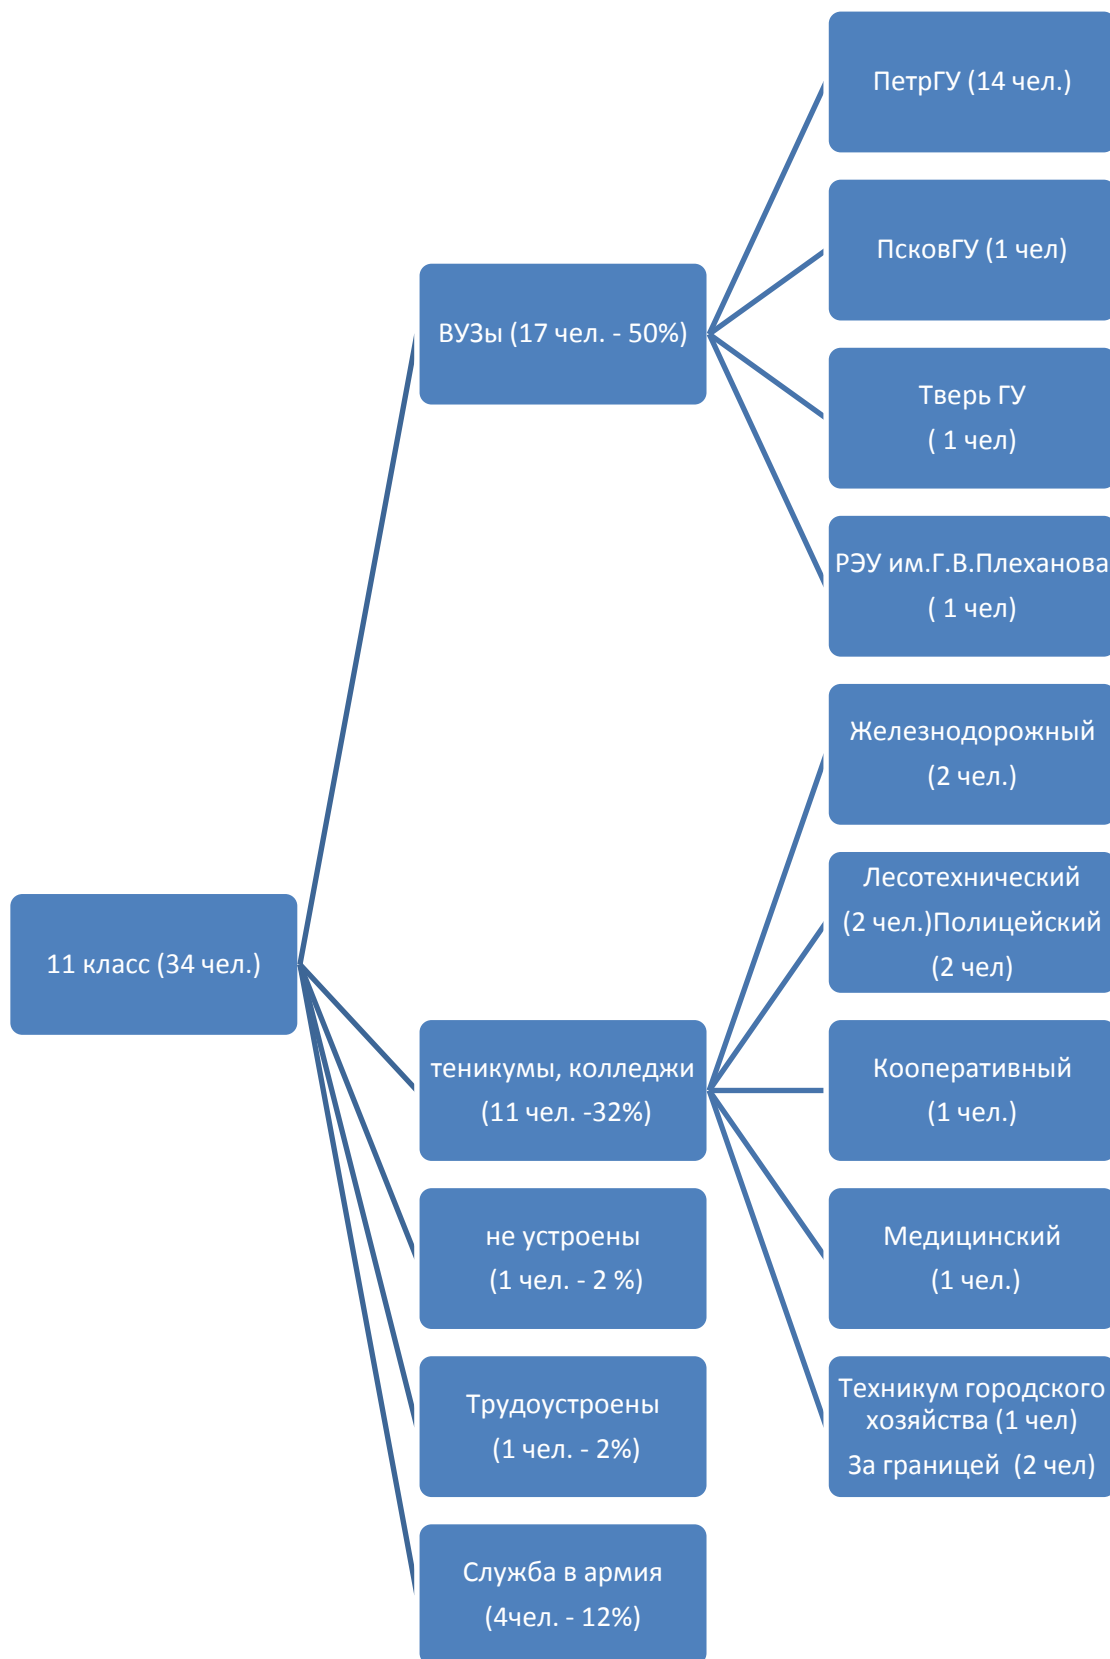 11 класс (34 чел.)
ВУЗы (17 чел. - 50%)
ПетрГУ (14 чел.)
ПсковГУ (1 чел)
Тверь ГУ
( 1 чел)
РЭУ им.Г.В.Плеханова
( 1 чел)
теникумы, колледжи
(11 чел. -32%)
Железнодорожный
(2 чел.)
Лесотехнический
(2 чел.)Полицейский
(2 чел)
Кооперативный
(1 чел.)
Медицинский
(1 чел.)
Техникум городского
хозяйства (1 чел)
За границей (2 чел)
не устроены
(1 чел. - 2 %)
Трудоустроены
(1 чел. - 2%)
Служба в армия
(4чел. - 12%)